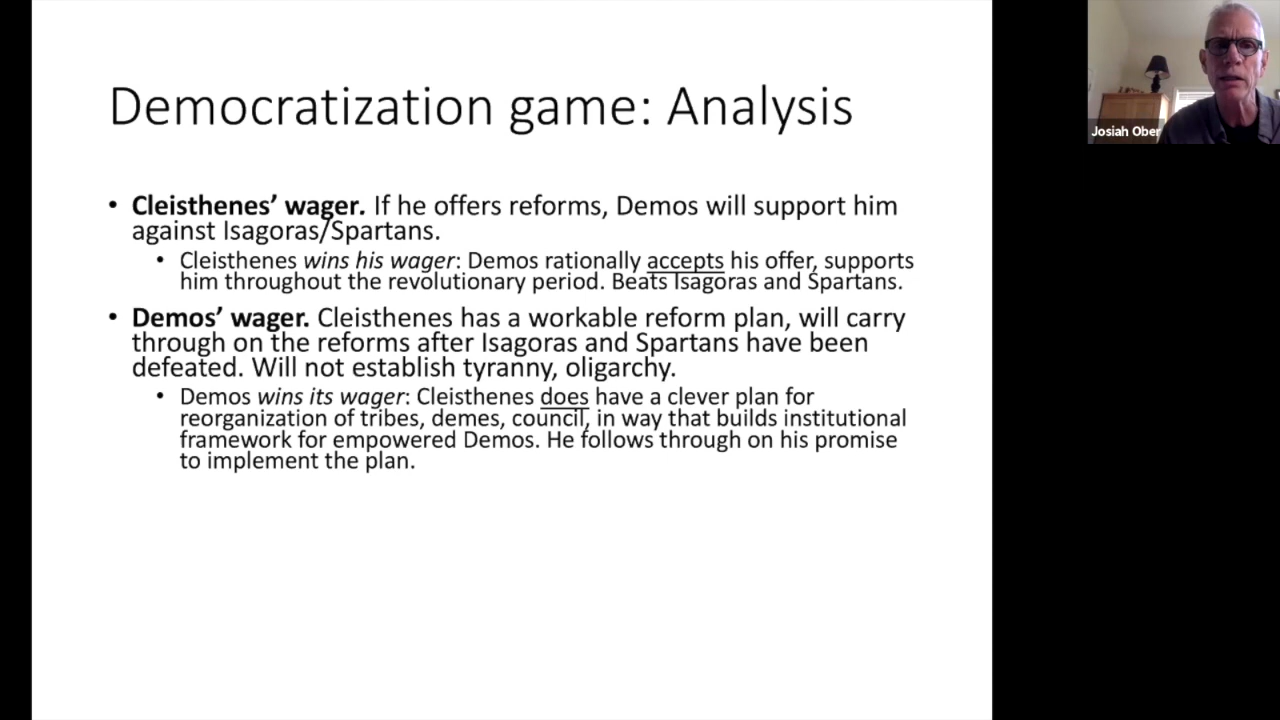 Democratization game: Analysis
• Cleisthenes’ wager. If he offers reforms, Demos will support him
against Isagoras/Spartans.
• Cleisthenes wins his wager: Demos rationally accepts his offer, supports
him throughout the revolutionary period. Beats Isagoras and Spartans.
• Demos’ wager. Cleisthenes has a workable reform plan, will carry
through on the reforms after Isagoras and Spartans have been
defeated. Will not establish tyranny, oligarchy.
• Demos wins its wager: Cleisthenes does have a clever plan for
reorganization of tribes, demes, council, in way that builds institutional
framework for empowered Demos. He follows through on his promise
to implement the plan.
Josiah Ober